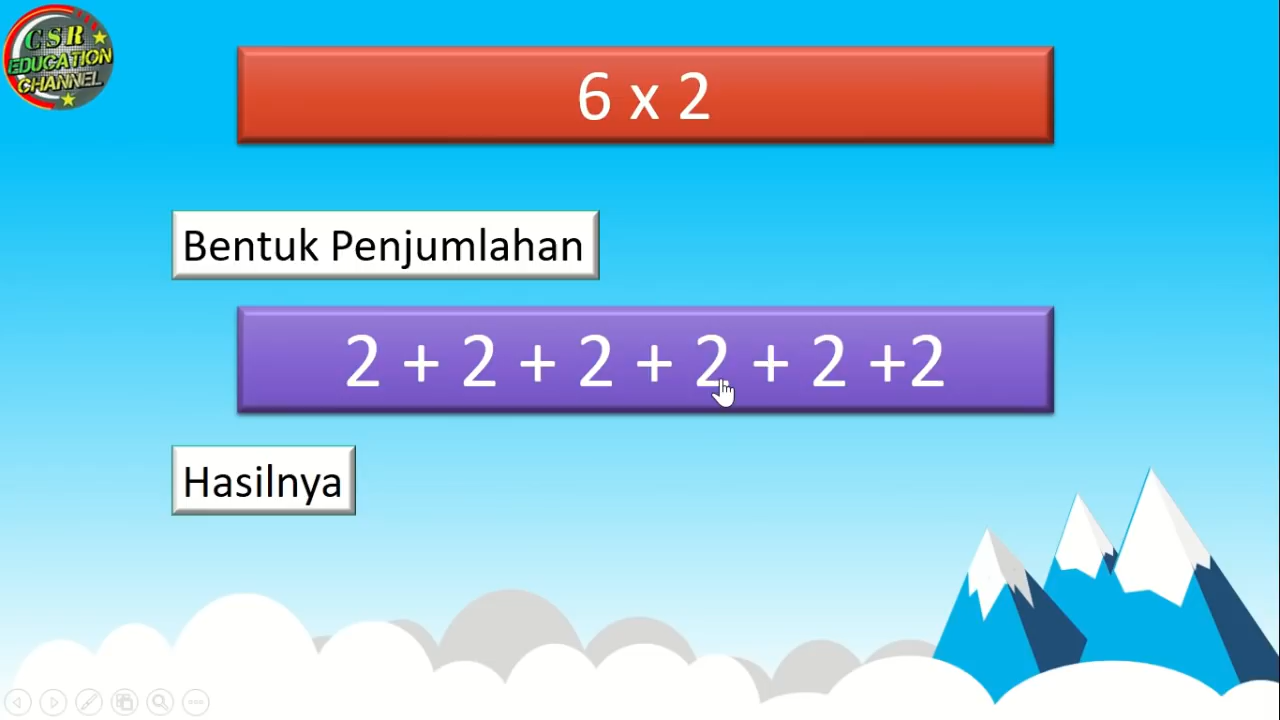 CSR
EDUCATION
CHANNEL
6 x 2
Bentuk Penjumlahan
2 + 2 + 2 + 2 + 2 +2
Hasilnya